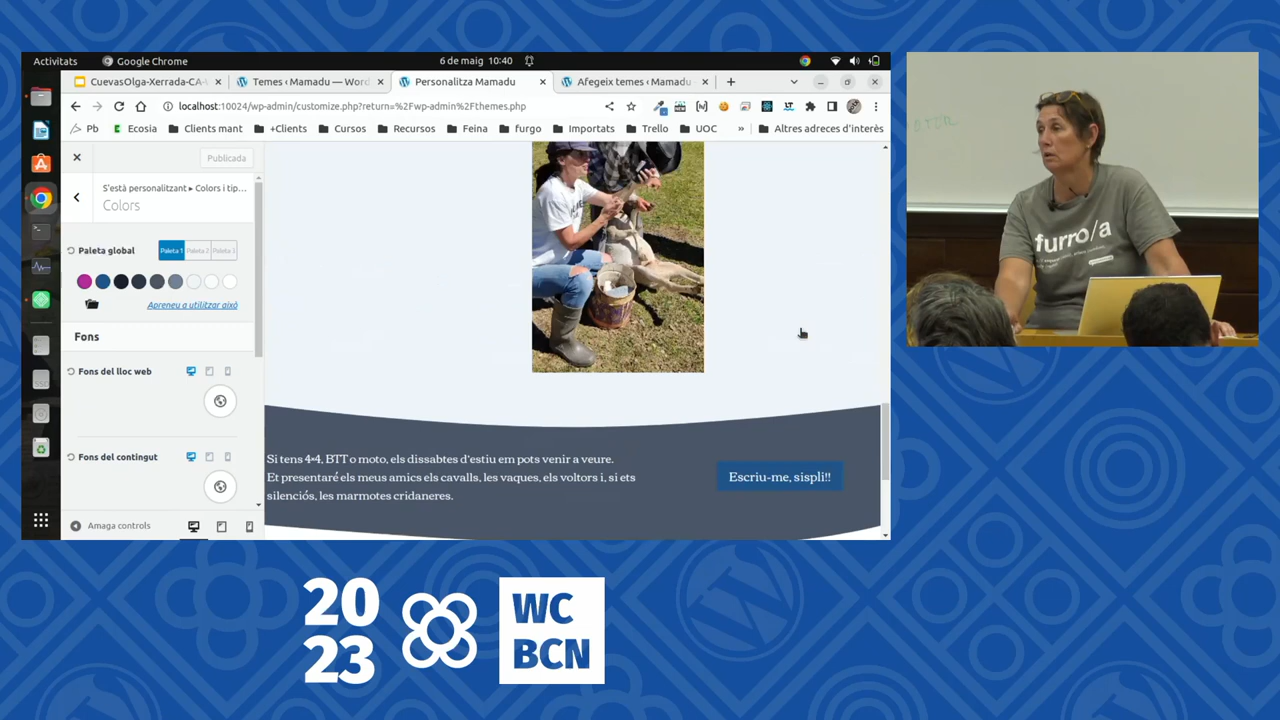 Activitats
Google Chrome
6 de maig 10:40
CuevasOlga-Xerrada-CA-
Temes ‹ Mamadu — Word
Personalitza Mamadu
Afegeix temes ‹ Mamadu
localhost:10024/wp-admin/customize.php?return=%2Fwp-admin%2Fthemes.php
Pb
Ecosia
Clients mant
+Clients
Cursos
Recursos
Feina
furgo
Importats
Trello
UOC
»
Altres adreces d'interès
Publicada
S'està personalitzant ▸ Colors i tip...
Colors
Paleta global
Paleta 1
Paleta 2
Paleta 3
Apreneu a utilitzar això
Fons
Fons del lloc web
Fons del contingut
Amaga controls
Si tens 4×4, BTT o moto, els dissabtes d'estiu em pots venir a veure.
Et presentaré els meus amics els cavalls, les vaques, els voltors i, si ets
silenciós, les marmotes cridaneres.
Escriu-me, sispli!!
furro/a
20
23
WC
BCN